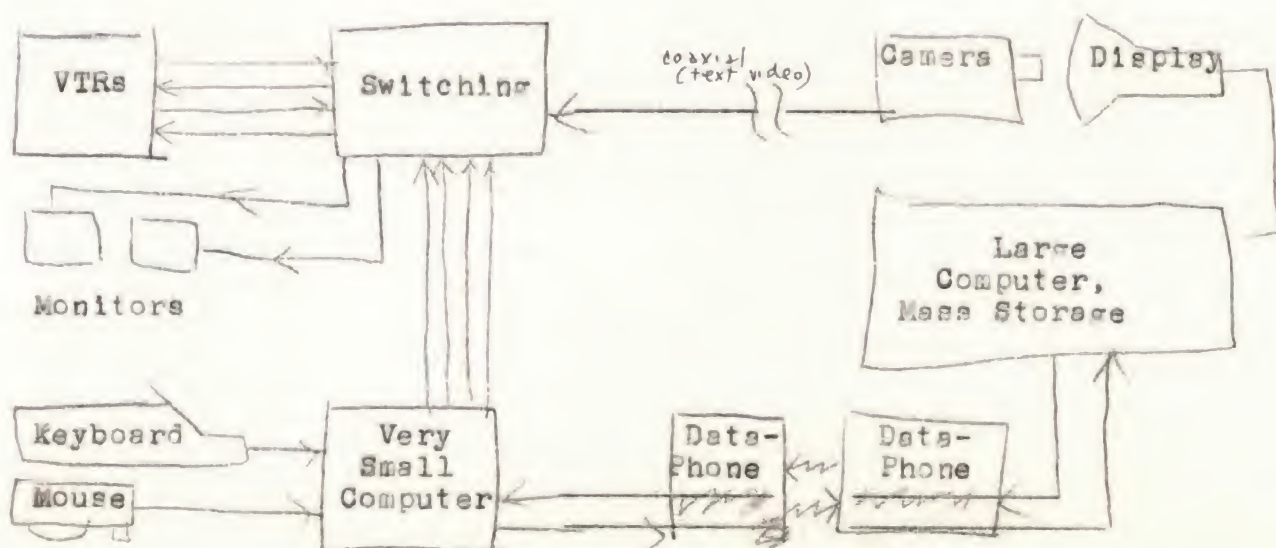 VTRs
Switching
coaxial
(text video)
Camera
Display
Monitors
Large
Computer,
Mass Storage
Keyboard
Mouse
Very
Small
Computer
Data-
Phone
Data-
Phone